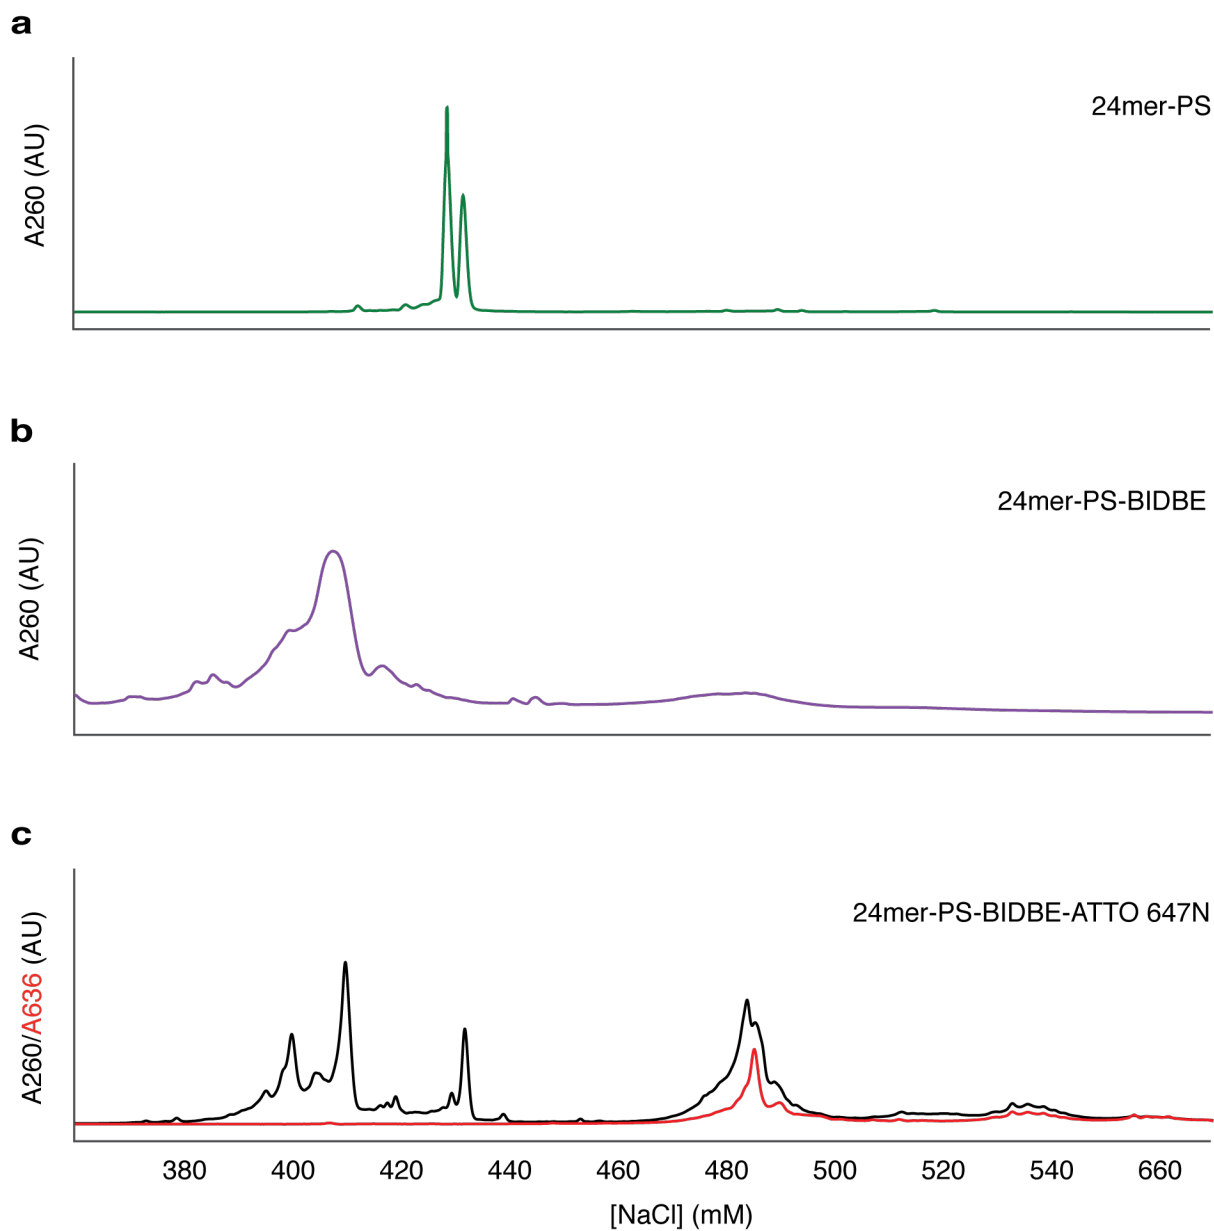 a
24mer-PS
A260 (AU)
b
24mer-PS-BIDBE
A260 (AU)
c
24mer-PS-BIDBE-ATTO 647N
A260/A636 (AU)
380 400 420 440 460 480 500 520 540 660
[NaCl] (mM)